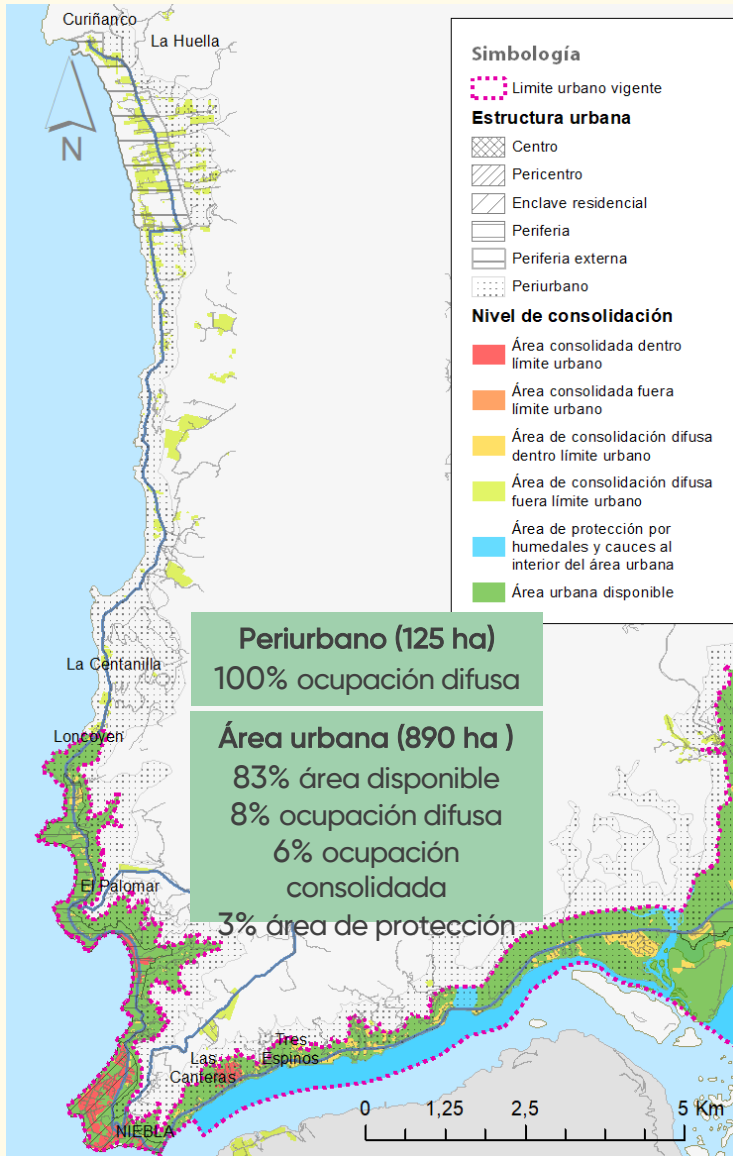 Curiñanco
La Huella
N
Simbología
Limite urbano vigente
Estructura urbana
Centro
Pericentro
Enclave residencial
Periferia
Periferia externa
Periurbano
Nivel de consolidación
Área consolidada dentro
límite urbano
Área consolidada fuera
límite urbano
Área de consolidación difusa
dentro límite urbano
Área de consolidación difusa
fuera límite urbano
Área de protección por
humedales y cauces al
interior del área urbana
Área urbana disponible
Periurbano (125 ha)
100% ocupación difusa
La Centanilla
Loncoyen
Área urbana (890 ha )
83% área disponible
8% ocupación difusa
6% ocupación
consolidada
3% área de protección
El Palomar
Tres
Espinos
Las
Canteras
NIEBLA
0 1,25 2,5 5 Km